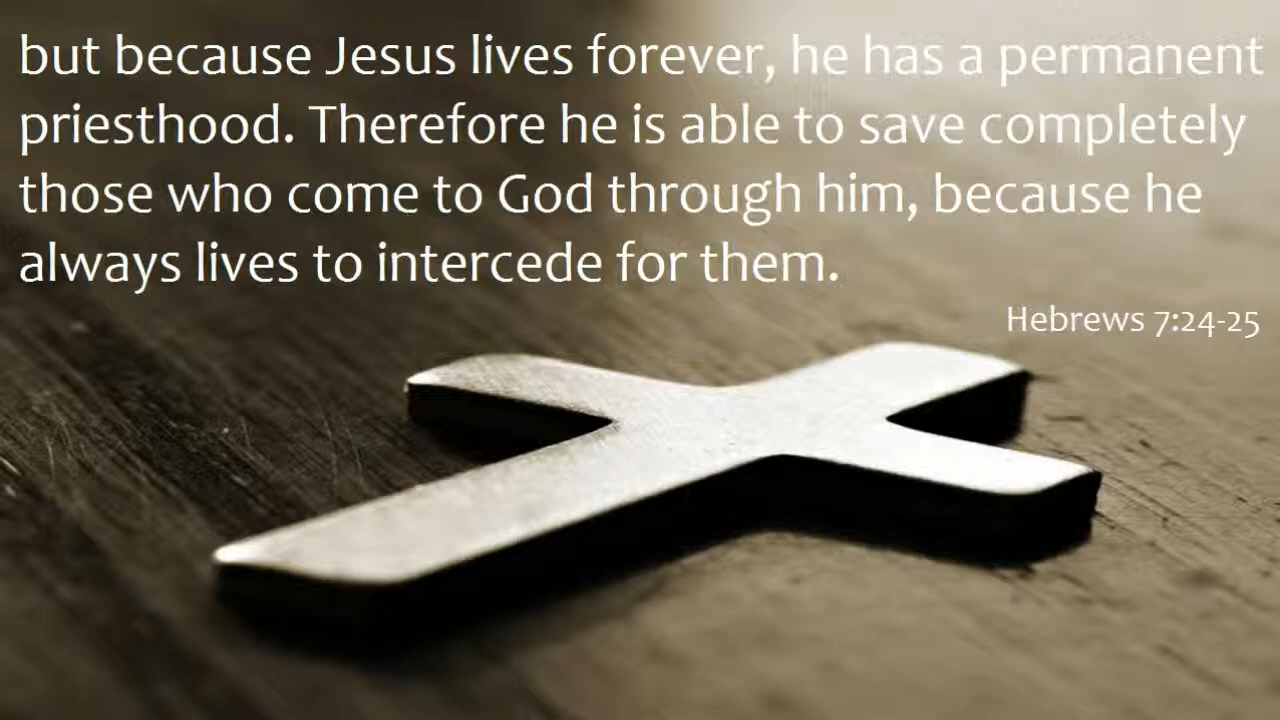 but because Jesus lives forever, he has a permanent
priesthood. Therefore he is able to save completely
those who come to God through him, because he
always lives to intercede for them.
Hebrews 7:24-25